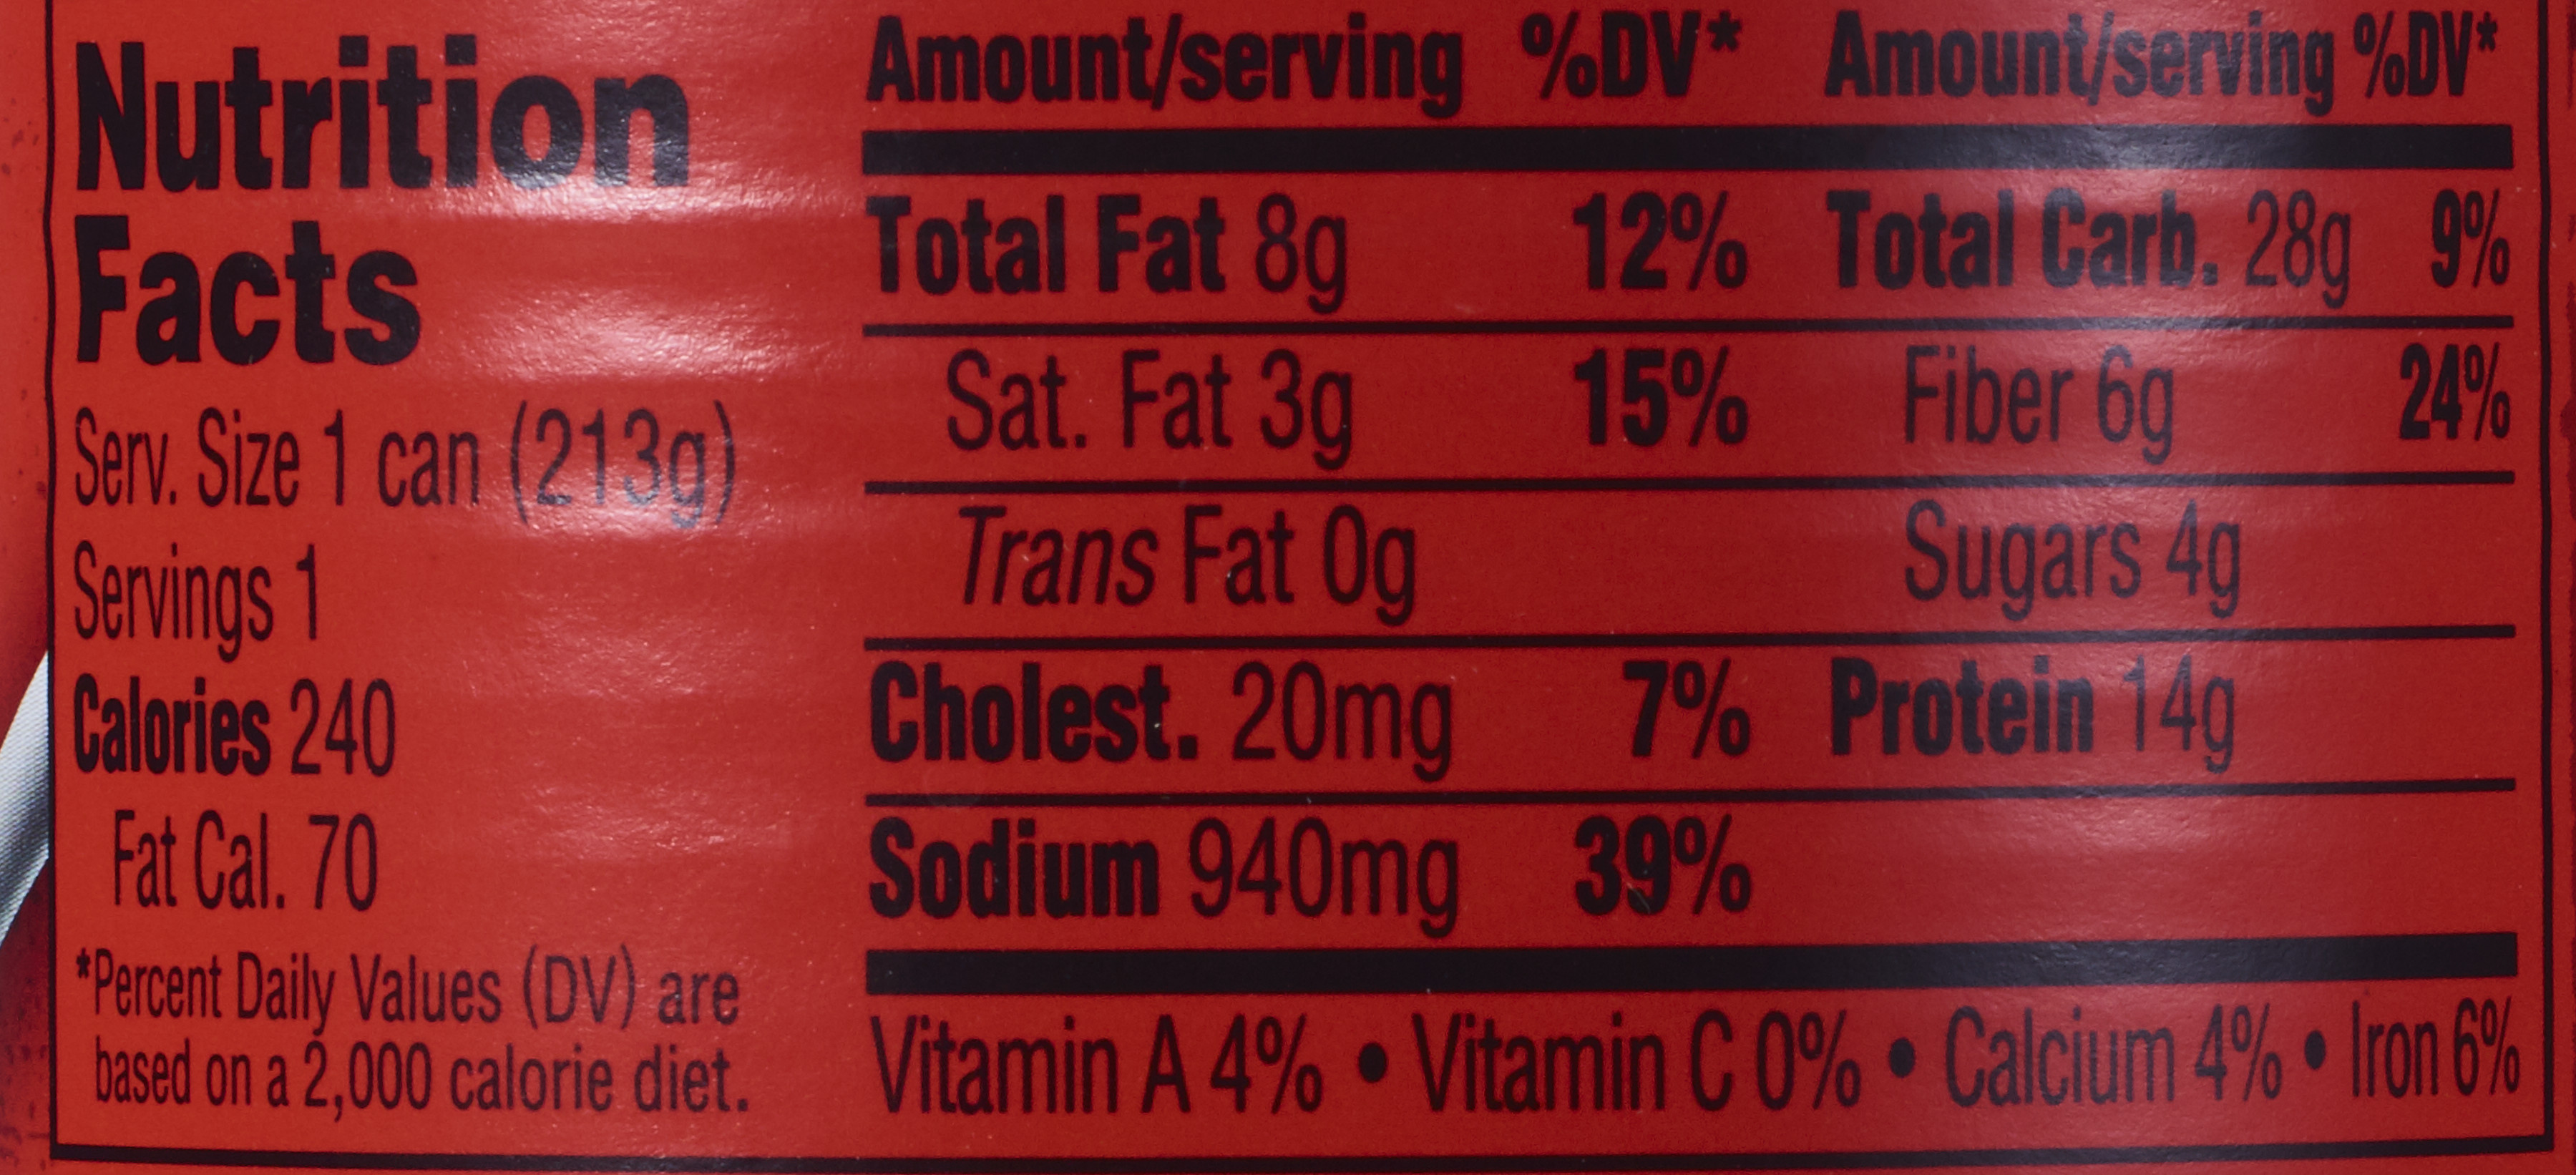 Nutrition
Facts
Serv. Size 1 can (213g)
Servings 1
Calories 240
Fat Cal. 70
*Percent Daily Values (DV) are
based on a 2,000 calorie diet.
Amount/serving %DV* Amount/serving %DV*
Total Fat 8g 12% Total Carb. 28g 9%
Sat. Fat 3g 15% Fiber 6g 24%
Trans Fat 0g Sugars 4g
Cholest. 20mg 7% Protein 14g
Sodium 940mg 39%
Vitamin A 4% • Vitamin C 0% • Calcium 4% • Iron 6%